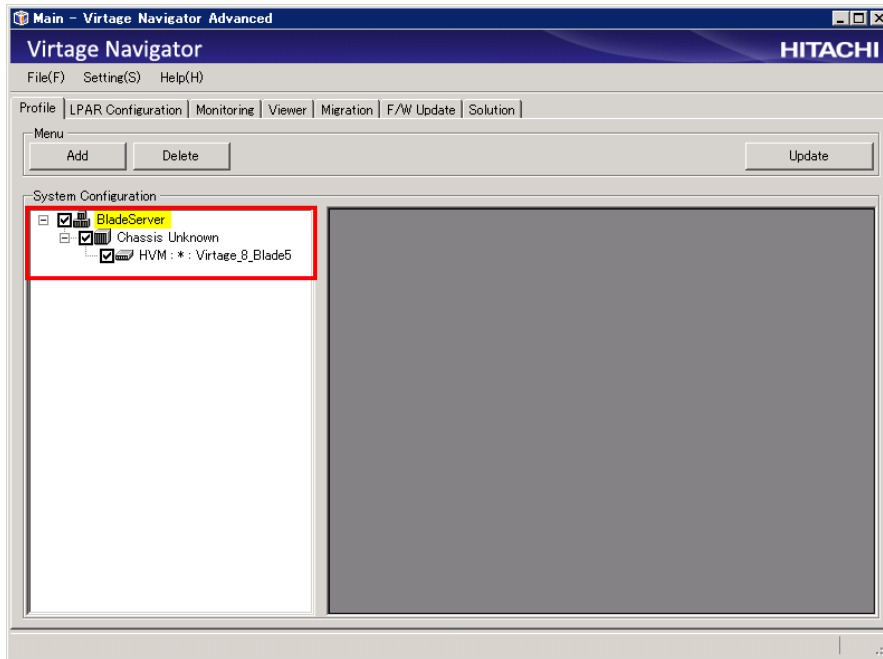 Main - Virtage Navigator Advanced
Virtage Navigator
HITACHI
File(F) Setting(S) Help(H)
Profile LPAR Configuration Monitoring Viewer Migration F/W Update Solution
Menu
Add Delete Update
System Configuration
BladeServer
Chassis Unknown
HVM : * : Virtage_8_Blade5